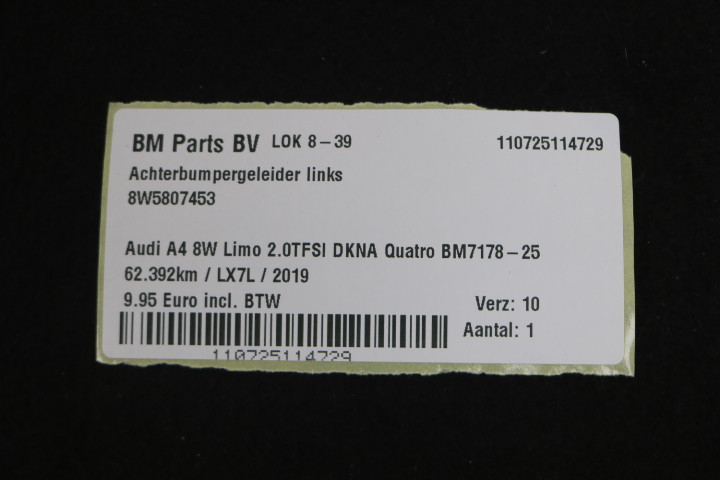 BM Parts BV LOK 8-39 110725114729
Achterbumpergeleider links
8W5807453
Audi A4 8W Limo 2.0TFSI DKNA Quatro BM7178-25
62.392km / LX7L / 2019
9.95 Euro incl. BTW Verz: 10
Aantal: 1
110725114729